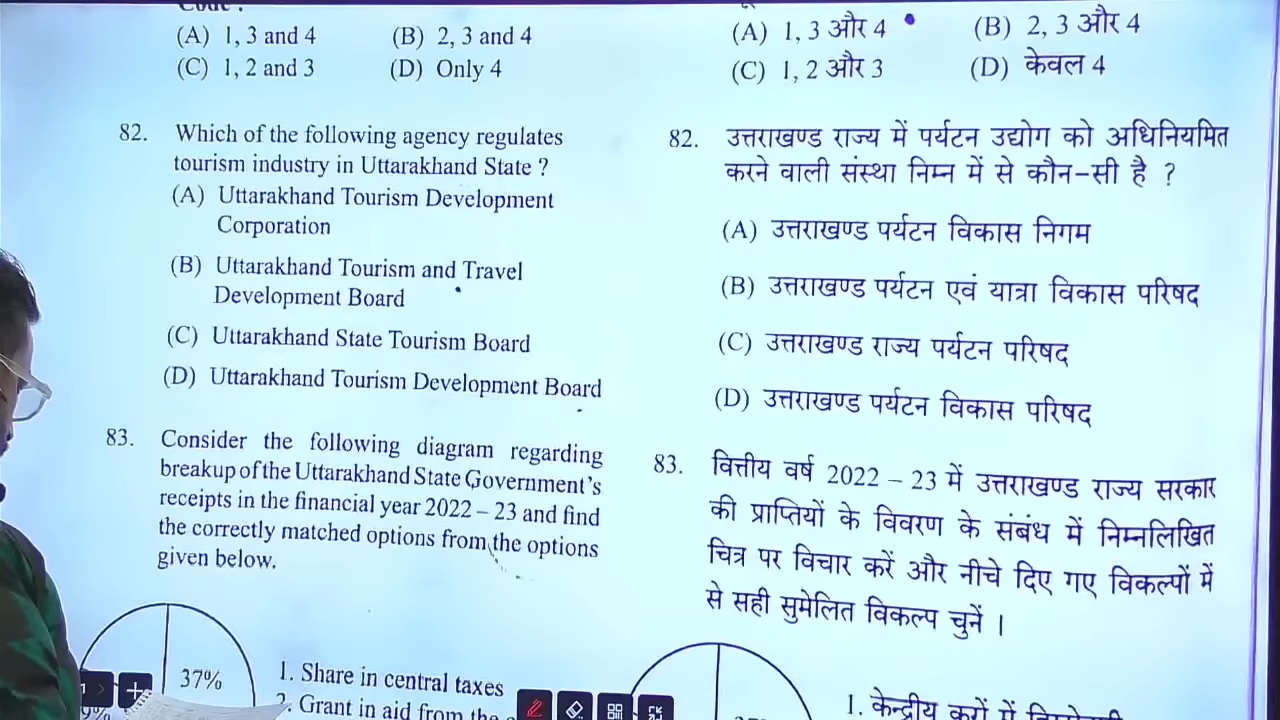 Code :
(A) 1, 3 and 4 (B) 2, 3 and 4
(C) 1, 2 and 3 (D) Only 4
82. Which of the following agency regulates
tourism industry in Uttarakhand State ?
(A) Uttarakhand Tourism Development
Corporation
(B) Uttarakhand Tourism and Travel
Development Board
(C) Uttarakhand State Tourism Board
(D) Uttarakhand Tourism Development Board
83. Consider the following diagram regarding
breakup of the Uttarakhand State Government's
receipts in the financial year 2022 – 23 and find
the correctly matched options from the options
given below.
37%
1. Share in central taxes
2. Grant in aid from the
(A) 1, 3 और 4 (B) 2, 3 और 4
(C) 1, 2 और 3 (D) केवल 4
82. उत्तराखण्ड राज्य में पर्यटन उद्योग को अधिनियमित
करने वाली संस्था निम्न में से कौन-सी है ?
(A) उत्तराखण्ड पर्यटन विकास निगम
(B) उत्तराखण्ड पर्यटन एवं यात्रा विकास परिषद
(C) उत्तराखण्ड राज्य पर्यटन परिषद
(D) उत्तराखण्ड पर्यटन विकास परिषद
83. वित्तीय वर्ष 2022 – 23 में उत्तराखण्ड राज्य सरकार
की प्राप्तियों के विवरण के संबंध में निम्नलिखित
चित्र पर विचार करें और नीचे दिए गए विकल्पों में
से सही सुमेलित विकल्प चुनें ।
1. केन्द्रीय करों में